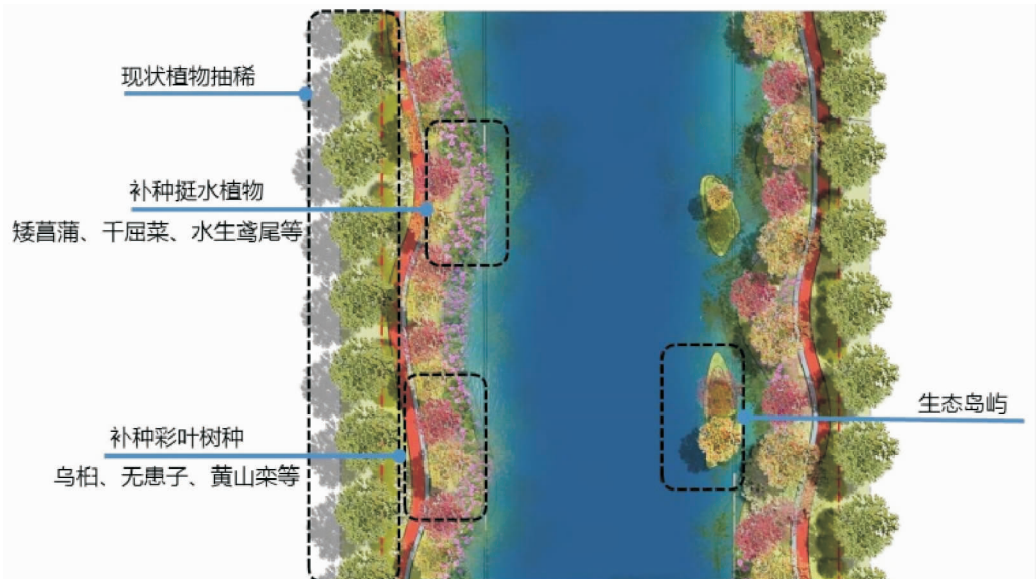 现状植物抽稀
补种挺水植物
矮菖蒲、千屈菜、水生鸢尾等
生态岛屿
补种彩叶树种
乌桕、无患子、黄山栾等